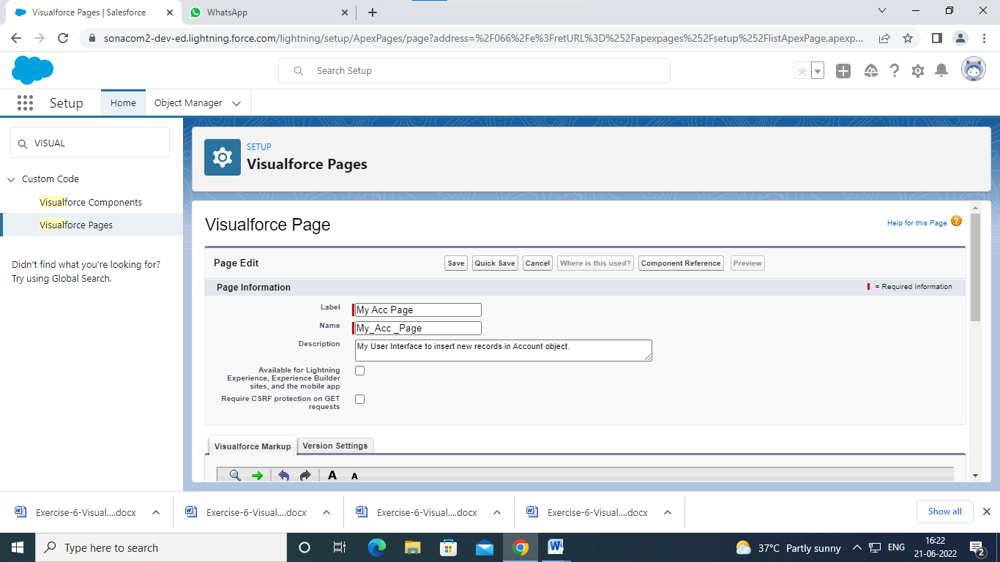 Visualforce Pages | Salesforce
WhatsApp
sonacom2-dev-ed.lightning.force.com/lightning/setup/ApexPages/page?address=%2F066%2Fe%3FretURL%3D%252Fapexpages%252Fsetup%252FlistApexPage.apexp...
Search Setup
Setup
Home
Object Manager
VISUAL
Custom Code
Visualforce Components
Visualforce Pages
Didn't find what you're looking for?
Try using Global Search.
SETUP
Visualforce Pages
Visualforce Page
Help for this Page
Page Edit
Save
Quick Save
Cancel
Where is this used?
Component Reference
Preview
Page Information
= Required Information
Label
My Acc Page
Name
My_Acc _Page
Description
My User Interface to insert new records in Account object.
Available for Lightning
Experience, Experience Builder
sites, and the mobile app
Require CSRF protection on GET
requests
Visualforce Markup
Version Settings
A
A
Exercise-6-Visual....docx
Exercise-6-Visual....docx
Exercise-6-Visual....docx
Exercise-6-Visual....docx
Show all
Type here to search
37°C Partly sunny
ENG
16:22
21-06-2022
2